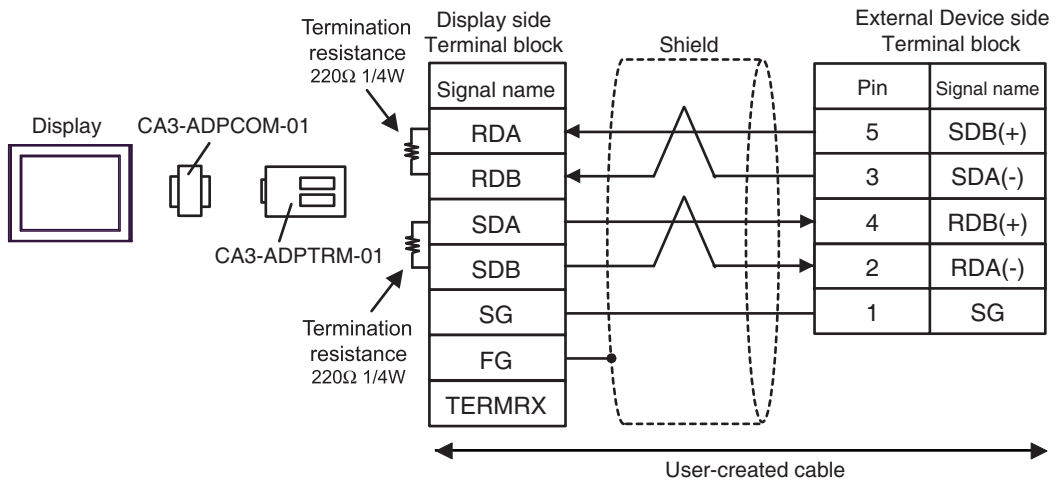 Termination
resistance
220Ω 1/4W
Display side
Terminal block
Shield
External Device side
Terminal block
Signal name
Pin
Signal name
Display
CA3-ADPCOM-01
RDA
5
SDB(+)
RDB
3
SDA(-)
SDA
4
RDB(+)
CA3-ADPTRM-01
SDB
2
RDA(-)
SG
1
SG
Termination
resistance
220Ω 1/4W
FG
TERMRX
User-created cable